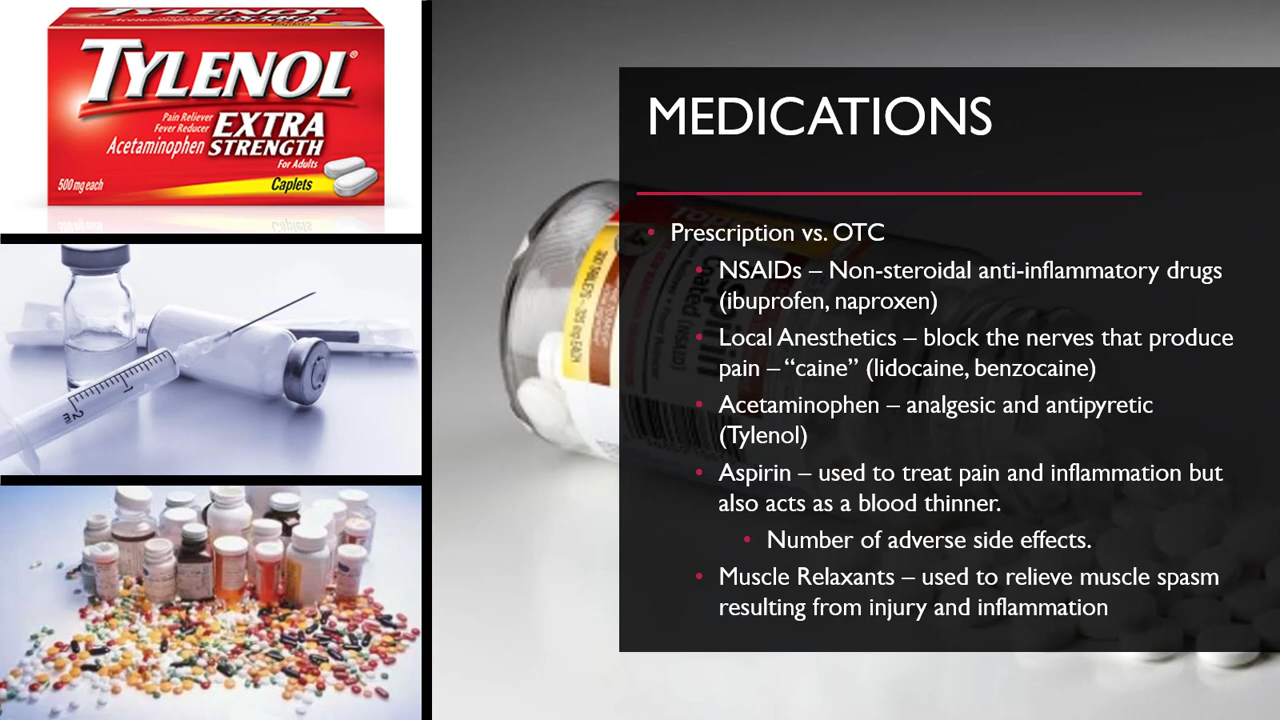 TYLENOL®
Pain Reliever
Fever Reducer
EXTRA
Acetaminophen STRENGTH
For Adults
500 mg each
Caplets
MEDICATIONS
• Prescription vs. OTC
• NSAIDs – Non-steroidal anti-inflammatory drugs
(ibuprofen, naproxen)
• Local Anesthetics – block the nerves that produce
pain – “caine” (lidocaine, benzocaine)
• Acetaminophen – analgesic and antipyretic
(Tylenol)
• Aspirin – used to treat pain and inflammation but
also acts as a blood thinner.
• Number of adverse side effects.
• Muscle Relaxants – used to relieve muscle spasm
resulting from injury and inflammation